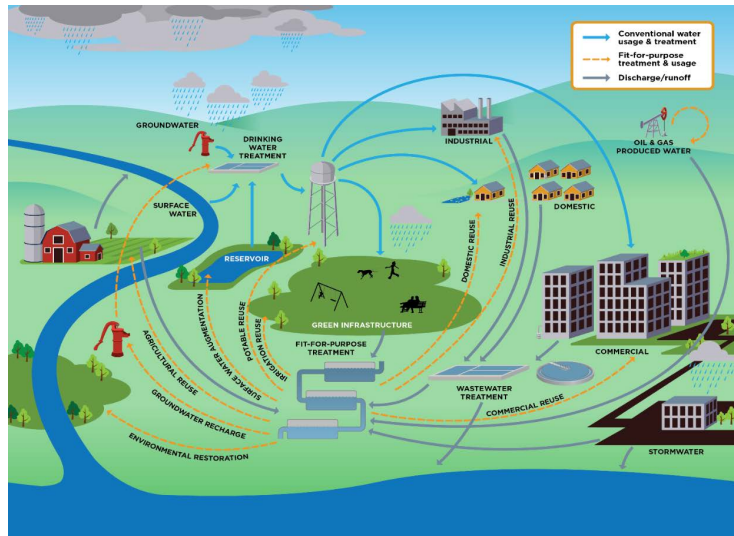 Conventional water
usage & treatment
Fit-for-purpose
treatment & usage
Discharge/runoff
GROUNDWATER
DRINKING
WATER
TREATMENT
INDUSTRIAL
OIL & GAS
PRODUCED WATER
SURFACE
WATER
DOMESTIC
RESERVOIR
DOMESTIC REUSE
INDUSTRIAL REUSE
GREEN INFRASTRUCTURE
FIT-FOR-PURPOSE
TREATMENT
AGRICULTURAL REUSE
SURFACE WATER AUGMENTATION
POTABLE REUSE
IRRIGATION REUSE
COMMERCIAL
WASTEWATER
TREATMENT
COMMERCIAL REUSE
GROUNDWATER RECHARGE
ENVIRONMENTAL RESTORATION
STORMWATER